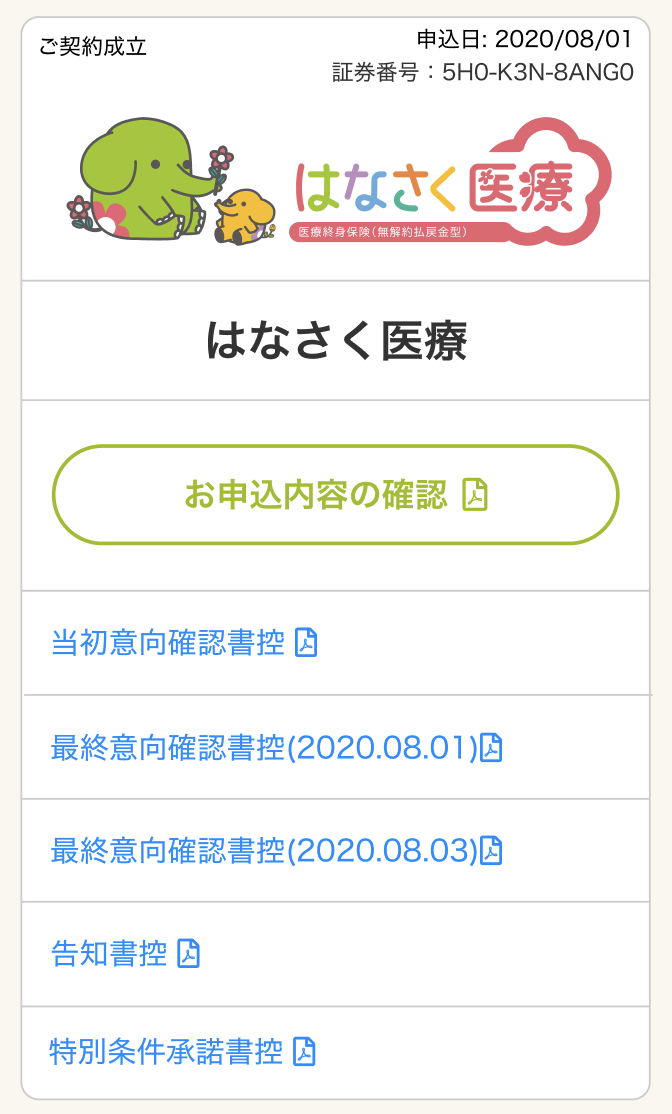 ご契約成立
申込日: 2020/08/01
証券番号：5H0-K3N-8ANG0
はなさく医療
医療終身保険(無解約払戻金型)
はなさく医療
お申込内容の確認
当初意向確認書控
最終意向確認書控(2020.08.01)
最終意向確認書控(2020.08.03)
告知書控
特別条件承諾書控